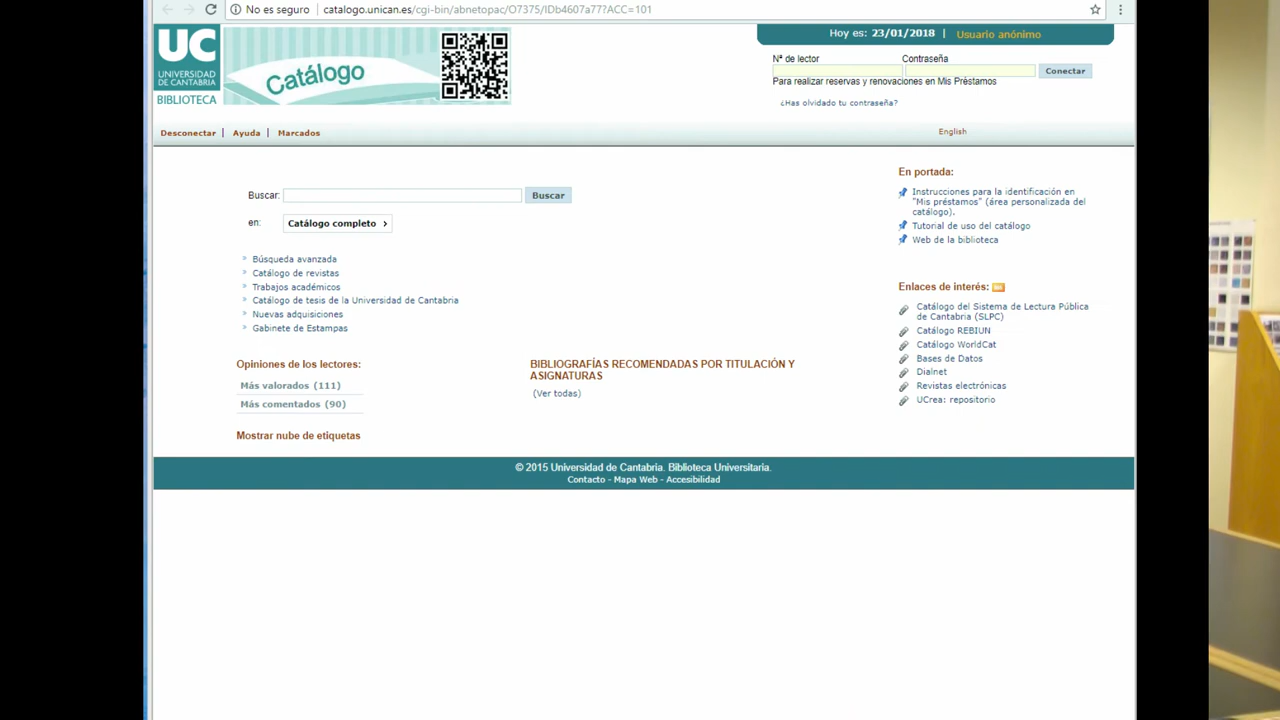 No es seguro | catalogo.unican.es/cgi-bin/abnetopac/O7375/IDb4607a77?ACC=101
UC
UNIVERSIDAD
DE CANTABRIA
BIBLIOTECA
Catálogo
Hoy es: 23/01/2018 | Usuario anónimo
Nª de lector Contraseña
Conectar
Para realizar reservas y renovaciones en Mis Préstamos
¿Has olvidado tu contraseña?
Desconectar | Ayuda | Marcados
English
Buscar: Buscar
en: Catálogo completo ›
Búsqueda avanzada
Catálogo de revistas
Trabajos académicos
Catálogo de tesis de la Universidad de Cantabria
Nuevas adquisiciones
Gabinete de Estampas
Opiniones de los lectores:
Más valorados (111)
Más comentados (90)
Mostrar nube de etiquetas
BIBLIOGRAFÍAS RECOMENDADAS POR TITULACIÓN Y
ASIGNATURAS
(Ver todas)
En portada:
Instrucciones para la identificación en
"Mis préstamos" (área personalizada del
catálogo).
Tutorial de uso del catálogo
Web de la biblioteca
Enlaces de interés:
Catálogo del Sistema de Lectura Pública
de Cantabria (SLPC)
Catálogo REBIUN
Catálogo WorldCat
Bases de Datos
Dialnet
Revistas electrónicas
UCrea: repositorio
© 2015 Universidad de Cantabria. Biblioteca Universitaria.
Contacto - Mapa Web - Accesibilidad